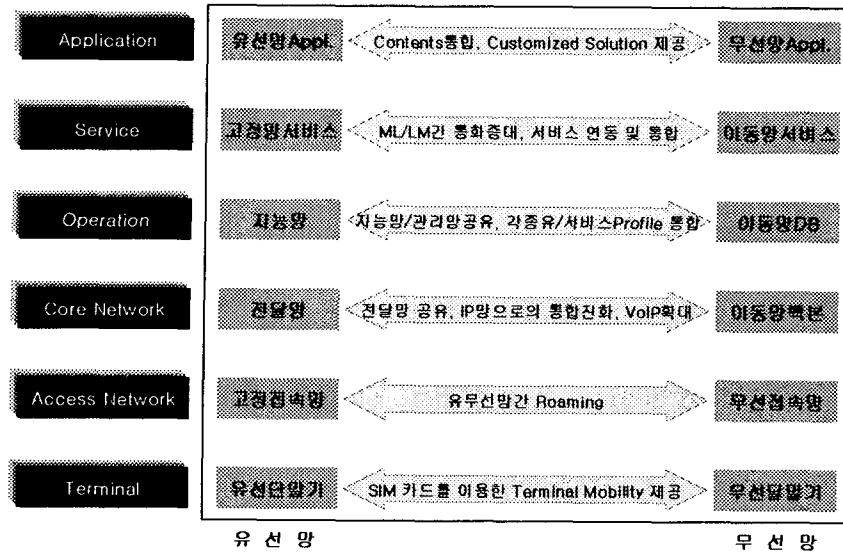 Application 유선망Appl. Contents통합, Customized Solution 제공 무선망Appl.
Service 고정망서비스 ML/LM간 통화증대, 서비스 연동 및 통합 이동망서비스
Operation 지능망 지능망/관리망공유, 각종유/서비스Profile 통합 이동망DB
Core Network 전달망 전달망 공유, IP망으로의 통합진화, VoIP확대 이동망백본
Access Network 고정접속망 유무선망간 Roaming 무선접속망
Terminal 유선단말기 SIM 카드를 이용한 Terminal Mobility 제공 무선달말기
유 선 망 무 선 망